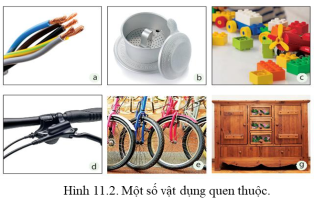 a
b
c
d
e
g
Hình 11.2. Một số vật dụng quen thuộc.